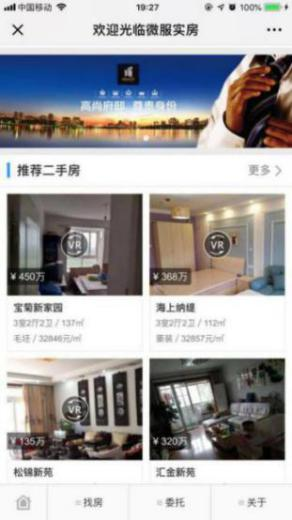 中国移动 19:27 100%
欢迎光临微服实房
高尚府邸 尊贵身份
推荐二手房 更多
VR
¥450万
宝菊新家园
3室2厅2卫 / 137㎡
毛坯 / 32846元/㎡
VR
¥368万
海上纳缇
3室2厅2卫 / 112㎡
32857元/㎡
VR
¥135万
松锦新苑
¥320万
汇金新苑
找房
委托
关于